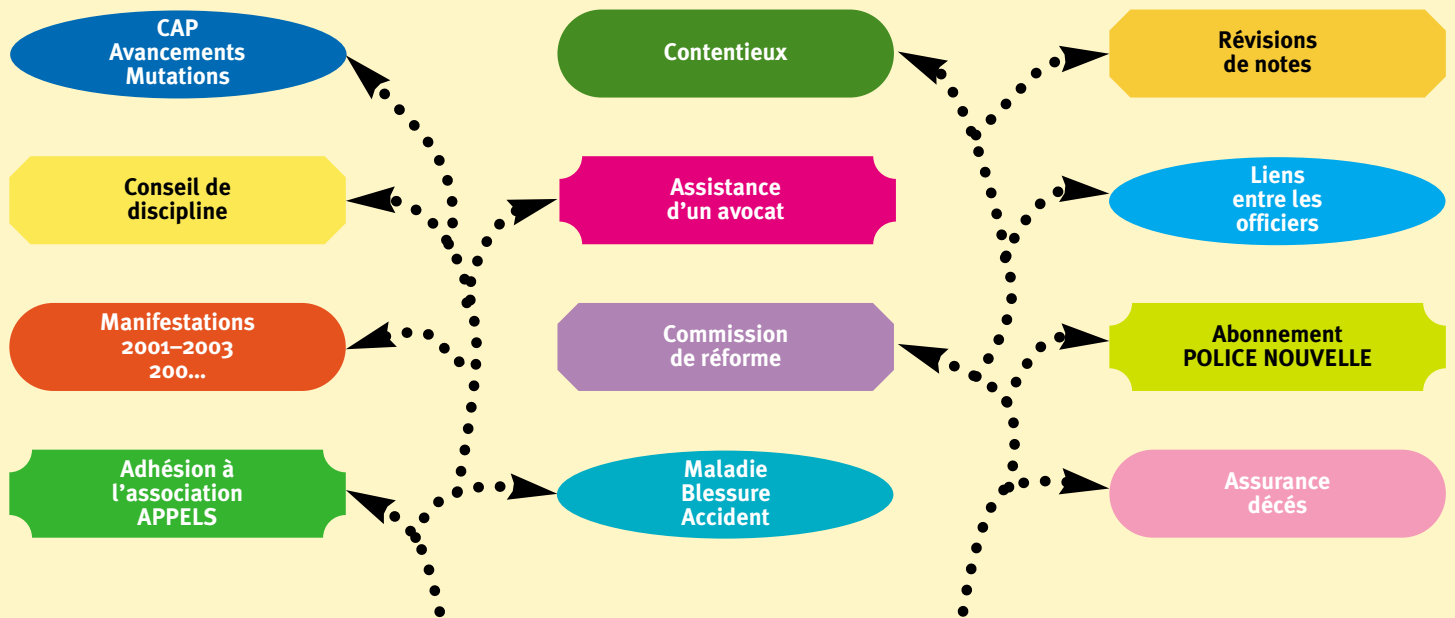 CAP
Avancements
Mutations
Contentieux
Révisions
de notes
Conseil de
discipline
Assistance
d’un avocat
Liens
entre les
officiers
Manifestations
2001–2003
200...
Commission
de réforme
Abonnement
POLICE NOUVELLE
Adhésion à
l’association
APPELS
Maladie
Blessure
Accident
Assurance
décés